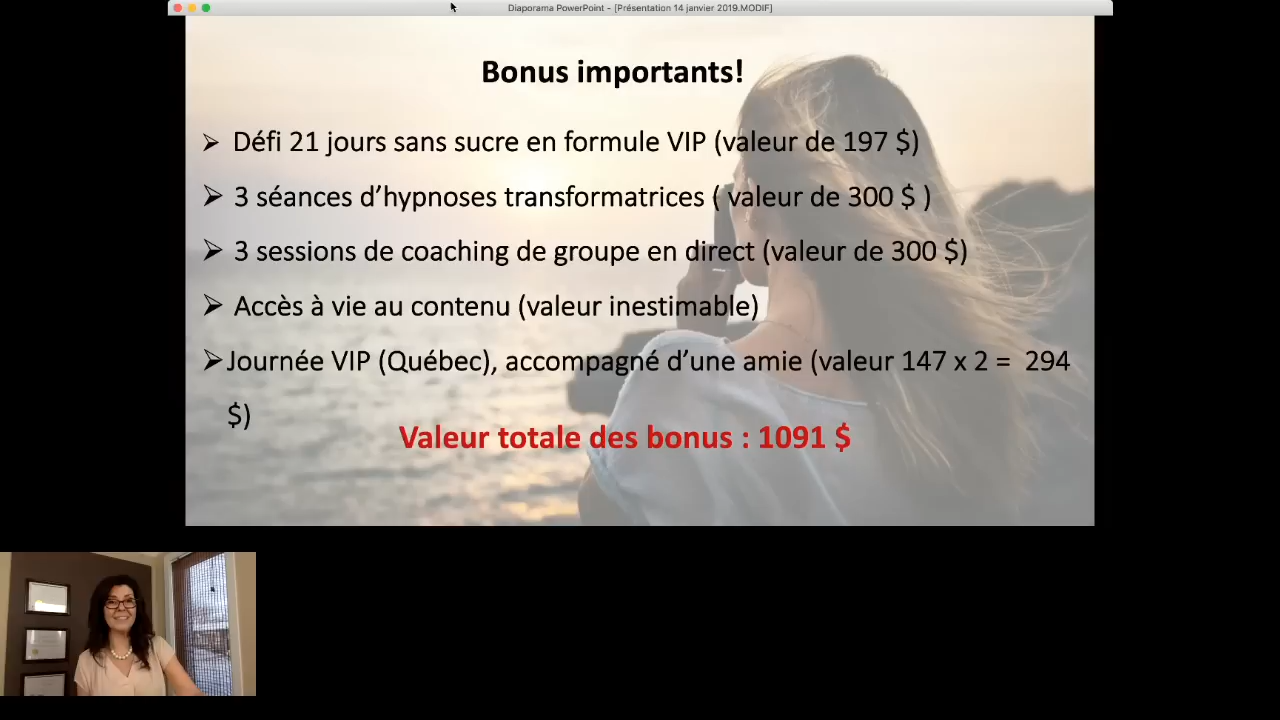 Diaporama PowerPoint - [Présentation 14 janvier 2019.MODIF]
Bonus importants!
➢ Défi 21 jours sans sucre en formule VIP (valeur de 197 $)
➢ 3 séances d’hypnoses transformatrices ( valeur de 300 $ )
➢ 3 sessions de coaching de groupe en direct (valeur de 300 $)
➢ Accès à vie au contenu (valeur inestimable)
➢Journée VIP (Québec), accompagné d’une amie (valeur 147 x 2 = 294
$)
Valeur totale des bonus : 1091 $